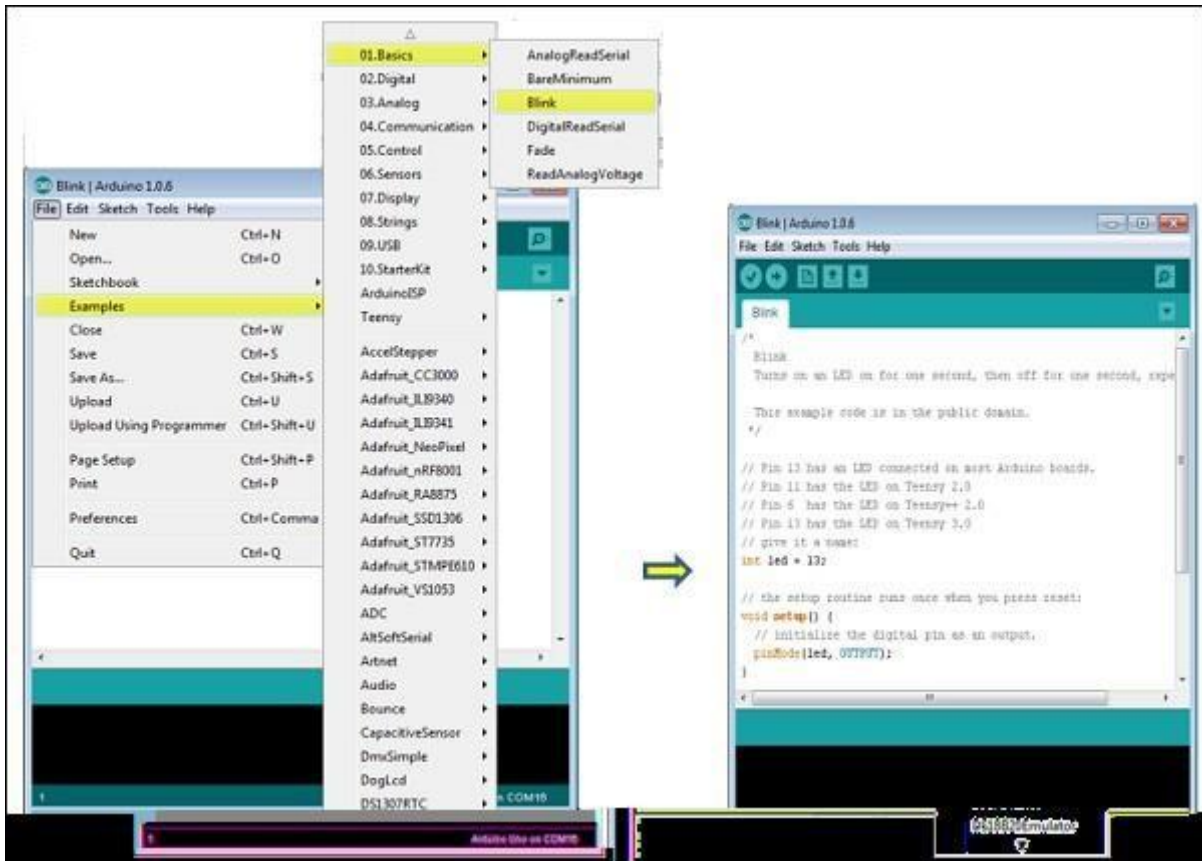 Blink | Arduino 1.0.6
File Edit Sketch Tools Help
New Ctrl+N
Open... Ctrl+O
Sketchbook
Examples
Close Ctrl+W
Save Ctrl+S
Save As... Ctrl+Shift+S
Upload Ctrl+U
Upload Using Programmer Ctrl+Shift+U
Page Setup Ctrl+Shift+P
Print Ctrl+P
Preferences Ctrl+Comma
Quit Ctrl+Q
01.Basics
02.Digital
03.Analog
04.Communication
05.Control
06.Sensors
07.Display
08.Strings
09.USB
10.StarterKit
ArduinoISP
Teensy
AccelStepper
Adafruit_CC3000
Adafruit_ILI9340
Adafruit_ILI9341
Adafruit_NeoPixel
Adafruit_nRF8001
Adafruit_RA8875
Adafruit_SSD1306
Adafruit_ST7735
Adafruit_STMPE610
Adafruit_VS1053
ADC
AltSoftSerial
Artnet
Audio
Bounce
CapacitiveSensor
DmxSimple
DogLcd
DS1307RTC
AnalogReadSerial
BareMinimum
Blink
DigitalReadSerial
Fade
ReadAnalogVoltage
1
on COM16
Blink | Arduino 1.0.6
File Edit Sketch Tools Help
Blink
/*
Blink
Turns on an LED on for one second, then off for one second, repe
This example code is in the public domain.
*/
// Pin 13 has an LED connected on most Arduino boards.
// Pin 11 has the LED on Teensy 2.0
// Pin 6 has the LED on Teensy++ 2.0
// Pin 13 has the LED on Teensy 3.0
// give it a name:
int led = 13;
// the setup routine runs once when you press reset:
void setup() {
// initialize the digital pin as an output.
pinMode(led, OUTPUT);
}
1
Arduino Uno on COM16